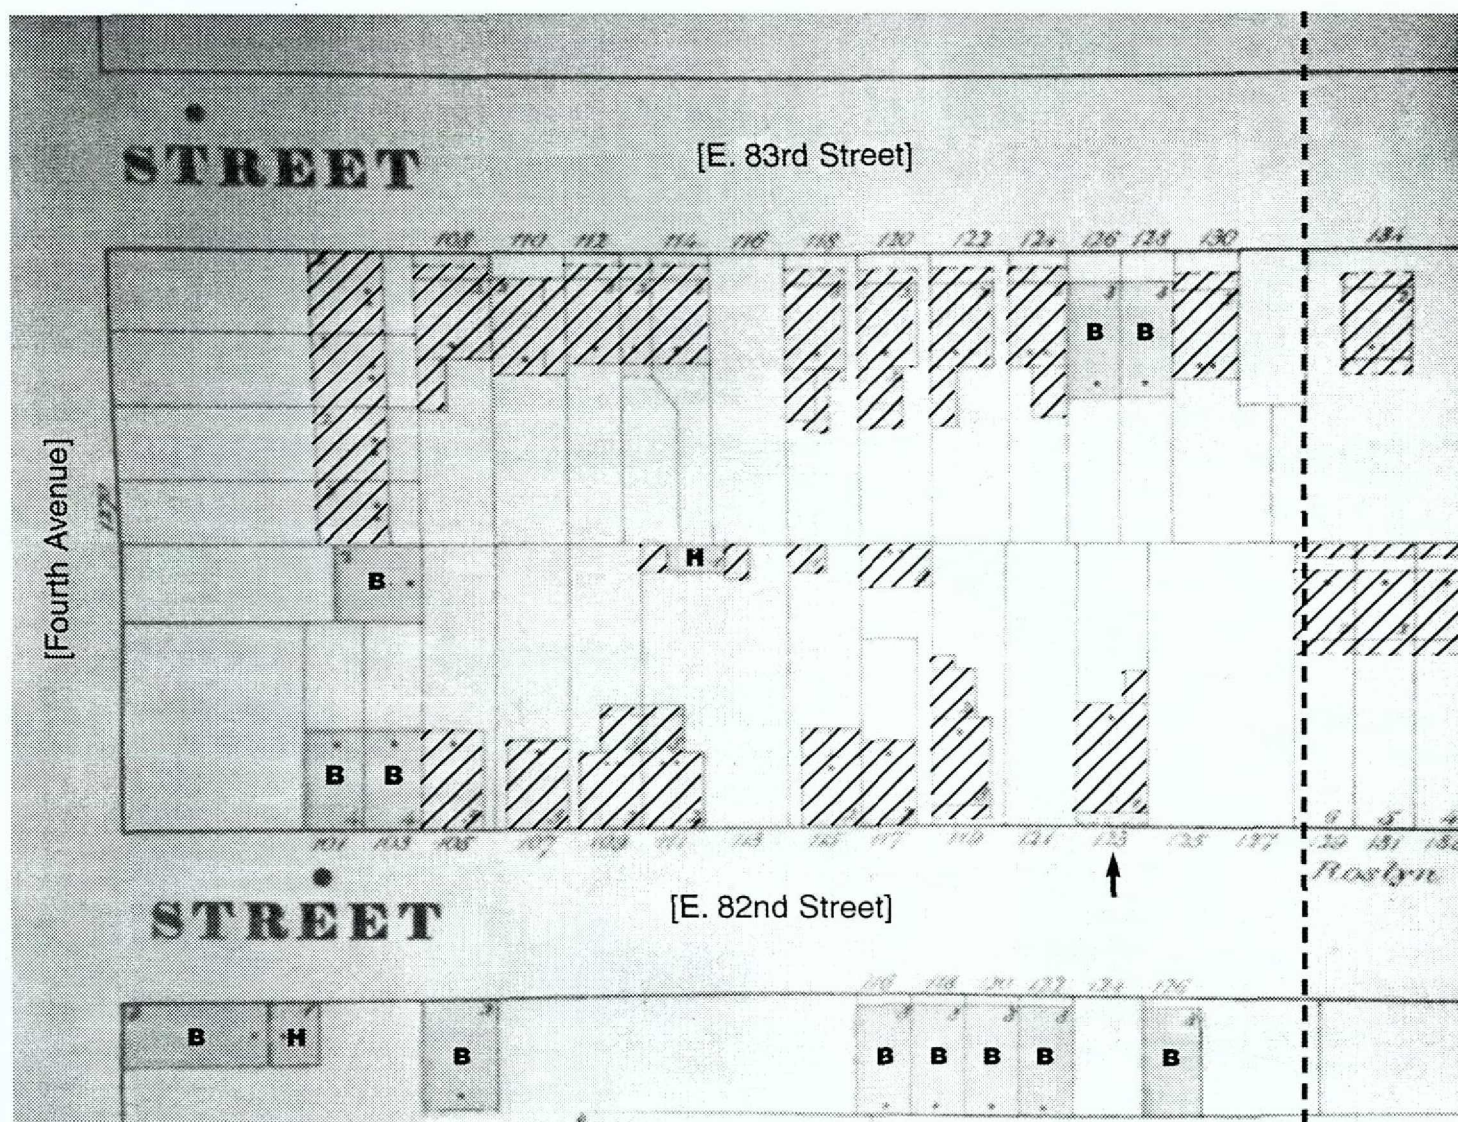 STREET
[E. 83rd Street]
108 110 112 114 116 118 120 122 124 126 128 130 134
B B
[Fourth Avenue]
B H
B B
101 103 105 107 109 111 113 115 117 119 121 123 125 127 129 131
Roslyn
STREET
[E. 82nd Street]
116 118 120 122 124 126
B H B B B B B B